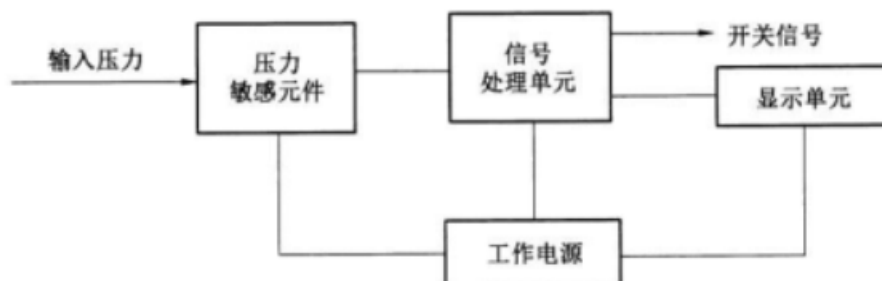 输入压力
压力
敏感元件
信号
处理单元
开关信号
显示单元
工作电源